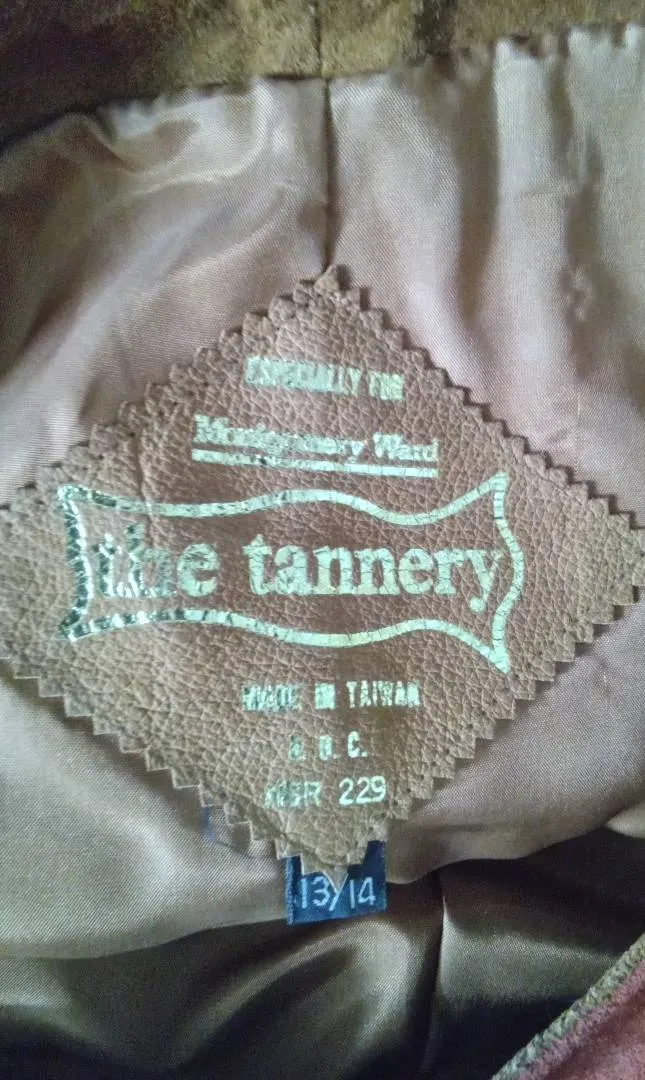 ESPECIALLY FOR
Montgomery Ward
the tannery
MADE IN TAIWAN
R. O. C.
229
13/14